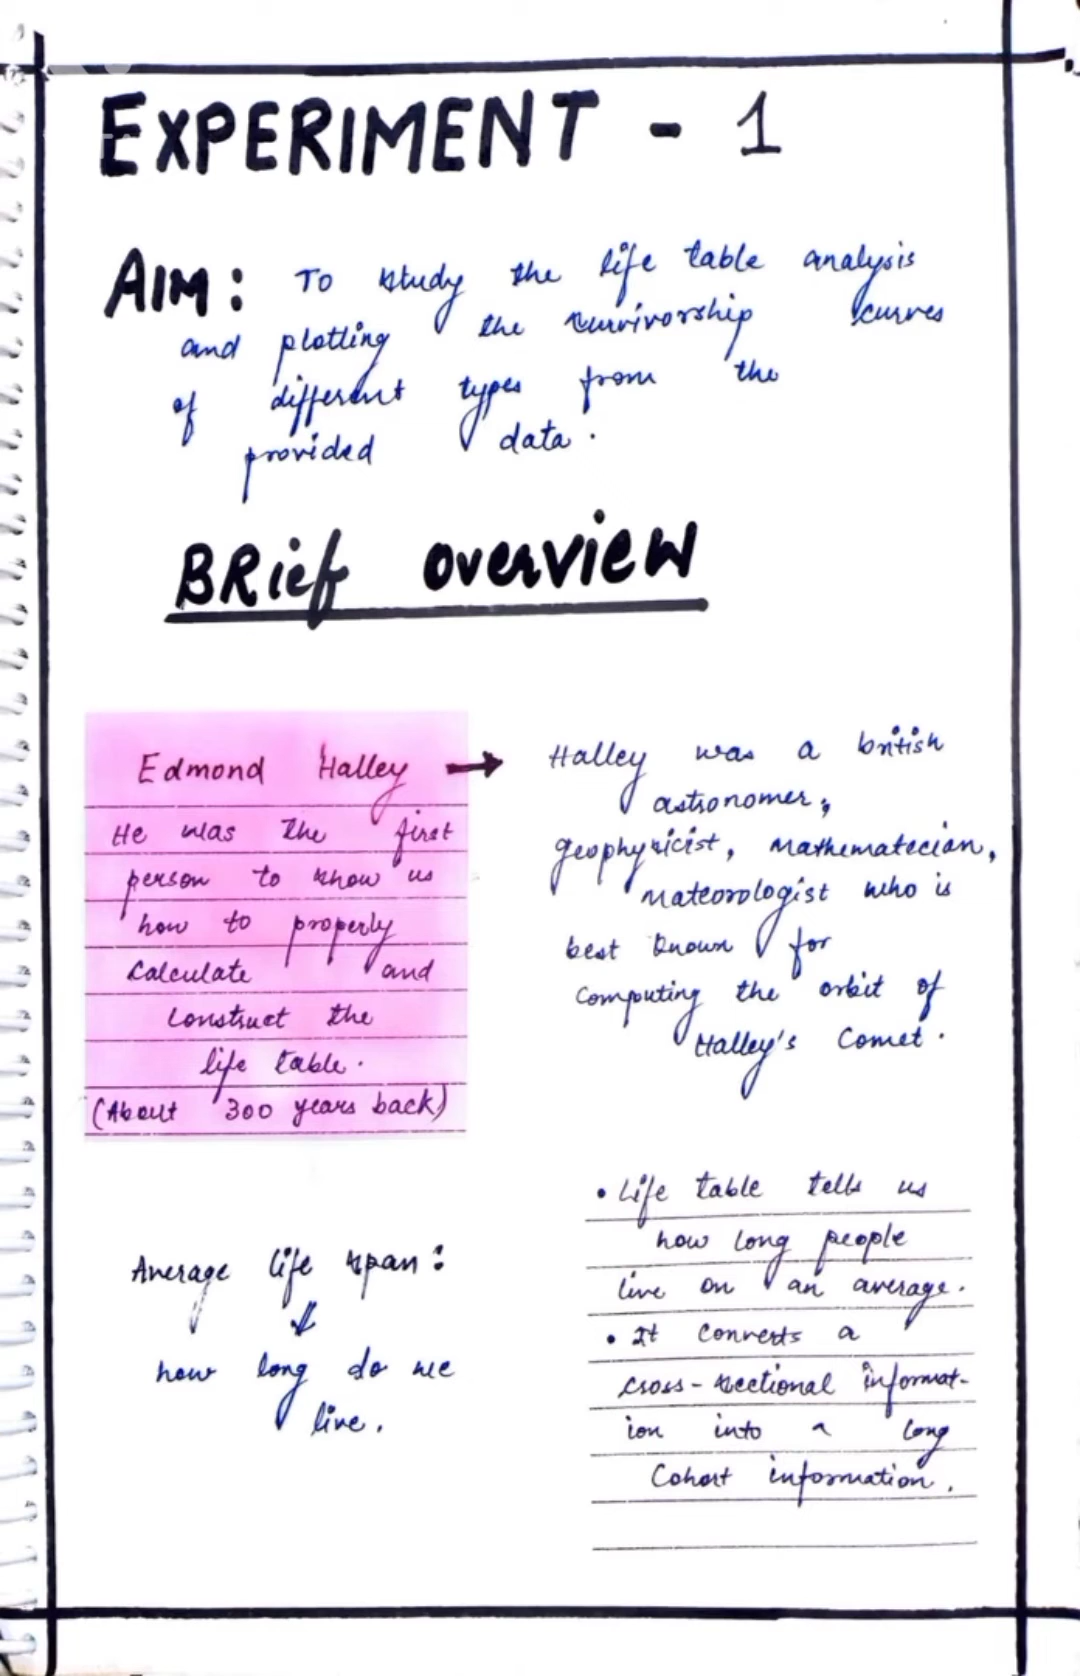 EXPERIMENT - 1
AIM: To study the life table analysis
and plotting the survivorship curves
of different types from the
provided data.
BRief overview
Edmond Halley →
He was the first
person to show us
how to properly
calculate and
construct the
life table.
(About 300 years back)
Halley was a british
astronomer,
geophysicist, mathematecian,
mateorologist who is
best known for
computing the orbit of
Halley's Comet.
Average life span:
↓
how long do we
live.
• Life table tells us
how long people
live on an average.
• It converts a
cross-sectional informat-
ion into a long
Cohort information.